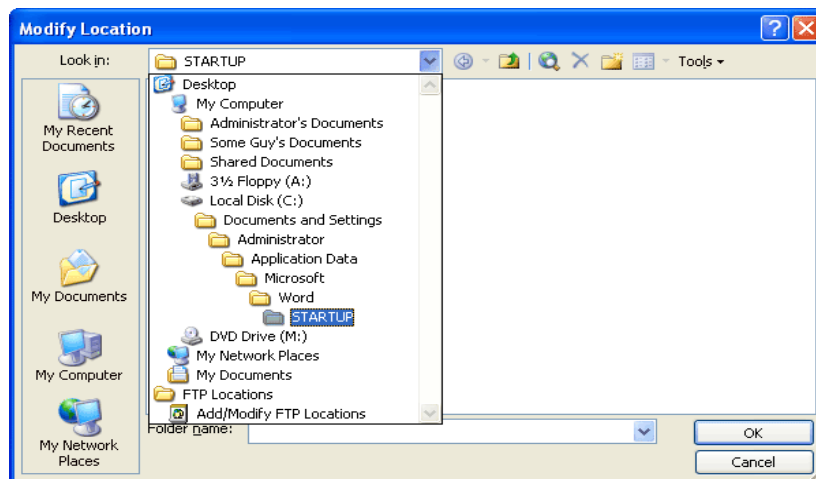 Modify Location
Look in:
STARTUP
Tools
My Recent
Documents
Desktop
My Documents
My Computer
My Network
Places
Desktop
My Computer
Administrator's Documents
Some Guy's Documents
Shared Documents
3½ Floppy (A:)
Local Disk (C:)
Documents and Settings
Administrator
Application Data
Microsoft
Word
STARTUP
DVD Drive (M:)
My Network Places
My Documents
FTP Locations
Add/Modify FTP Locations
Folder name:
OK
Cancel